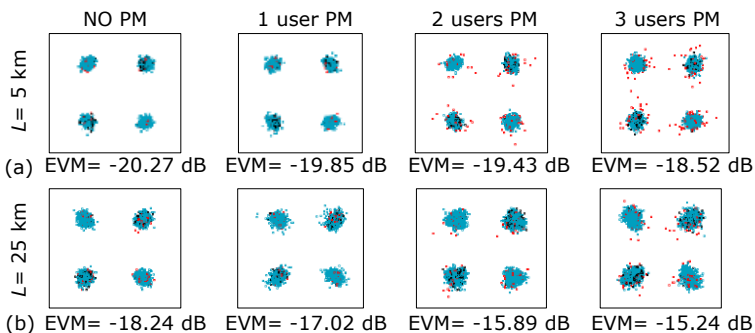 NO PM 1 user PM 2 users PM 3 users PM
L= 5 km
(a) EVM= -20.27 dB EVM= -19.85 dB EVM= -19.43 dB EVM= -18.52 dB
L= 25 km
(b) EVM= -18.24 dB EVM= -17.02 dB EVM= -15.89 dB EVM= -15.24 dB